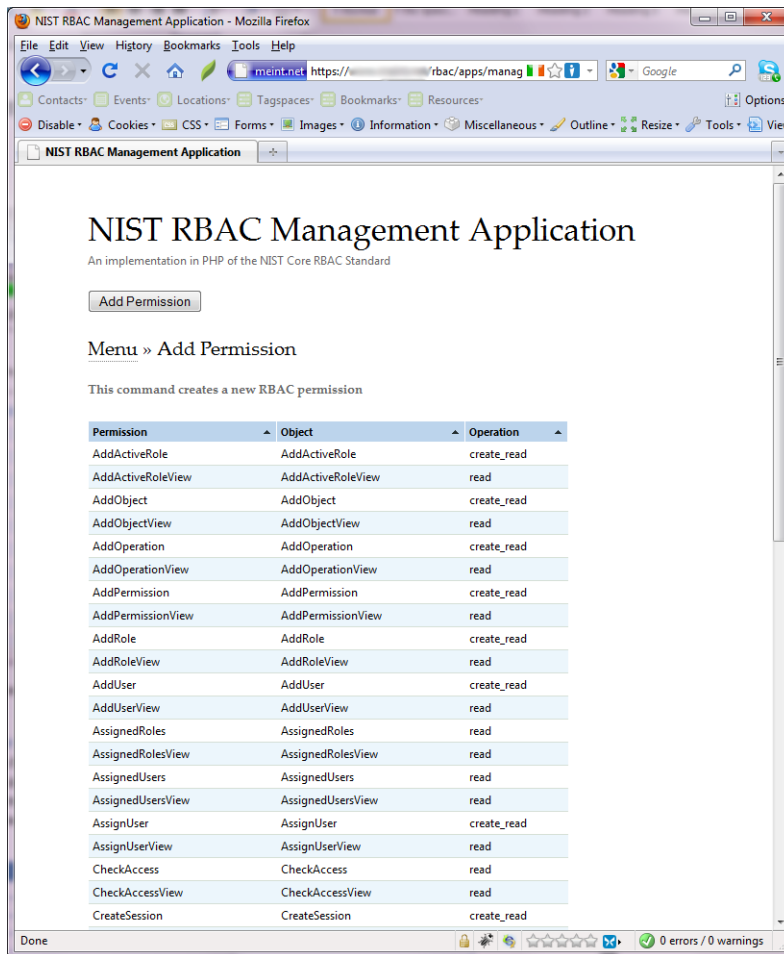 NIST RBAC Management Application - Mozilla Firefox
File Edit View History Bookmarks Tools Help
meint.net https:// /rbac/apps/manag Google
Contacts Events Locations Tagspaces Bookmarks Resources Options
Disable Cookies CSS Forms Images Information Miscellaneous Outline Resize Tools Vie
NIST RBAC Management Application
NIST RBAC Management Application
An implementation in PHP of the NIST Core RBAC Standard
Add Permission
Menu » Add Permission
This command creates a new RBAC permission
Permission Object Operation
AddActiveRole AddActiveRole create_read
AddActiveRoleView AddActiveRoleView read
AddObject AddObject create_read
AddObjectView AddObjectView read
AddOperation AddOperation create_read
AddOperationView AddOperationView read
AddPermission AddPermission create_read
AddPermissionView AddPermissionView read
AddRole AddRole create_read
AddRoleView AddRoleView read
AddUser AddUser create_read
AddUserView AddUserView read
AssignedRoles AssignedRoles read
AssignedRolesView AssignedRolesView read
AssignedUsers AssignedUsers read
AssignedUsersView AssignedUsersView read
AssignUser AssignUser create_read
AssignUserView AssignUserView read
CheckAccess CheckAccess read
CheckAccessView CheckAccessView read
CreateSession CreateSession create_read
Done 0 errors / 0 warnings